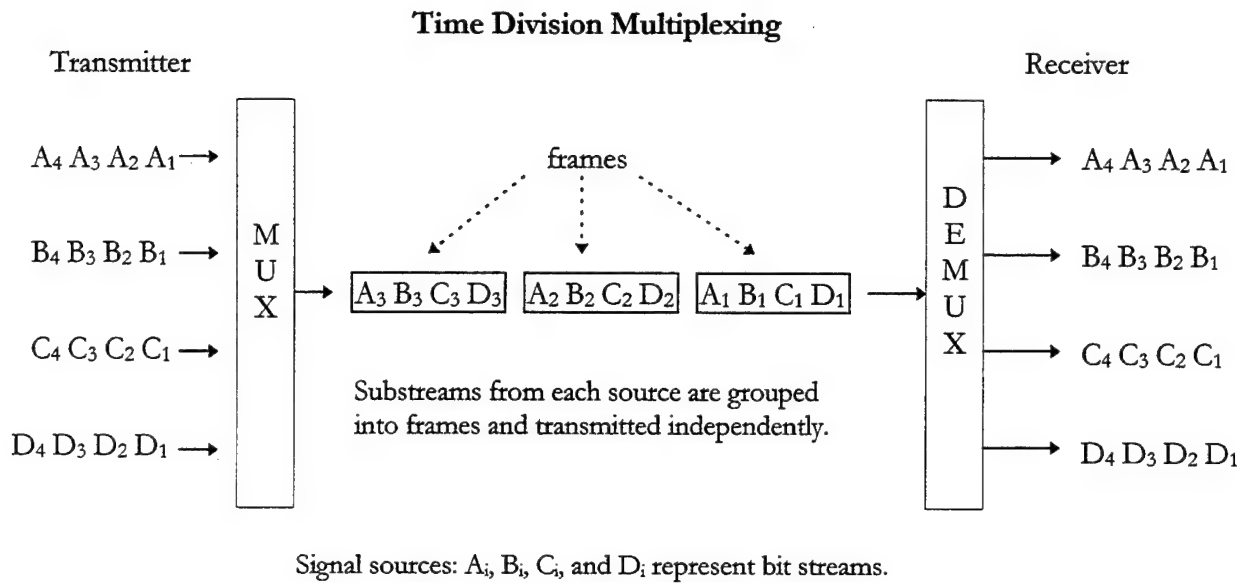 Time Division Multiplexing
Transmitter
Receiver
A₄ A₃ A₂ A₁
B₄ B₃ B₂ B₁
C₄ C₃ C₂ C₁
D₄ D₃ D₂ D₁
MUX
frames
A₃ B₃ C₃ D₃
A₂ B₂ C₂ D₂
A₁ B₁ C₁ D₁
Substreams from each source are grouped
into frames and transmitted independently.
DEMUX
A₄ A₃ A₂ A₁
B₄ B₃ B₂ B₁
C₄ C₃ C₂ C₁
D₄ D₃ D₂ D₁
Signal sources: Aᵢ, Bᵢ, Cᵢ, and Dᵢ represent bit streams.